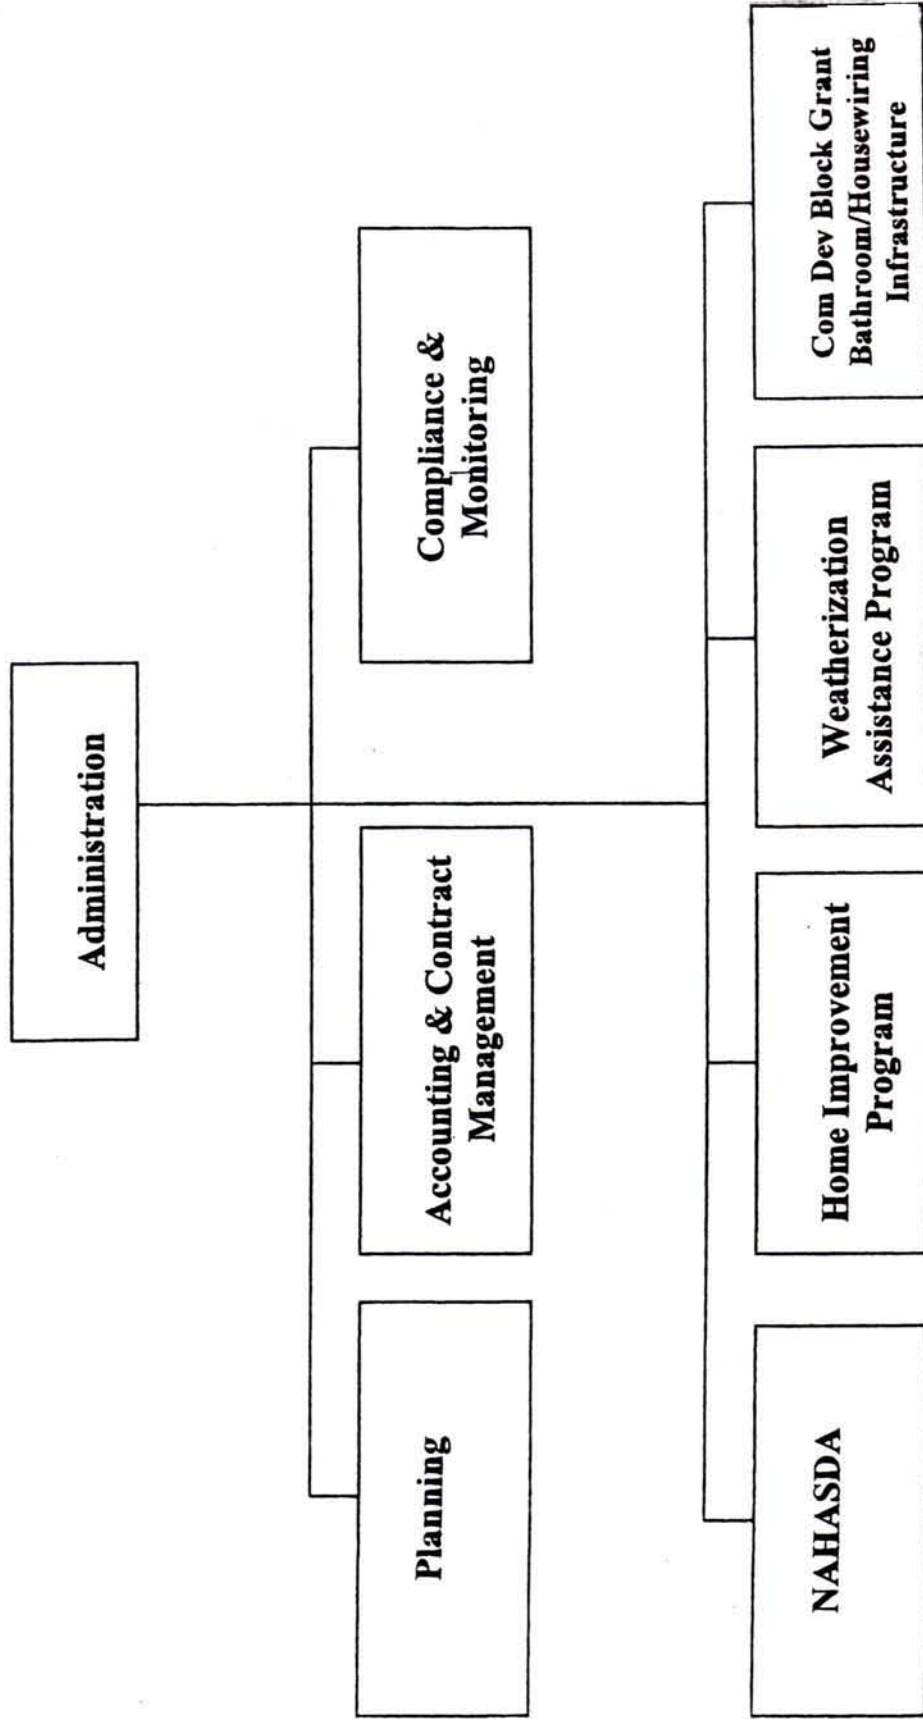 Administration
Planning
Accounting & Contract
Management
Compliance &
Monitoring
NAHASDA
Home Improvement
Program
Weatherization
Assistance Program
Com Dev Block Grant
Bathroom/Housewiring
Infrastructure